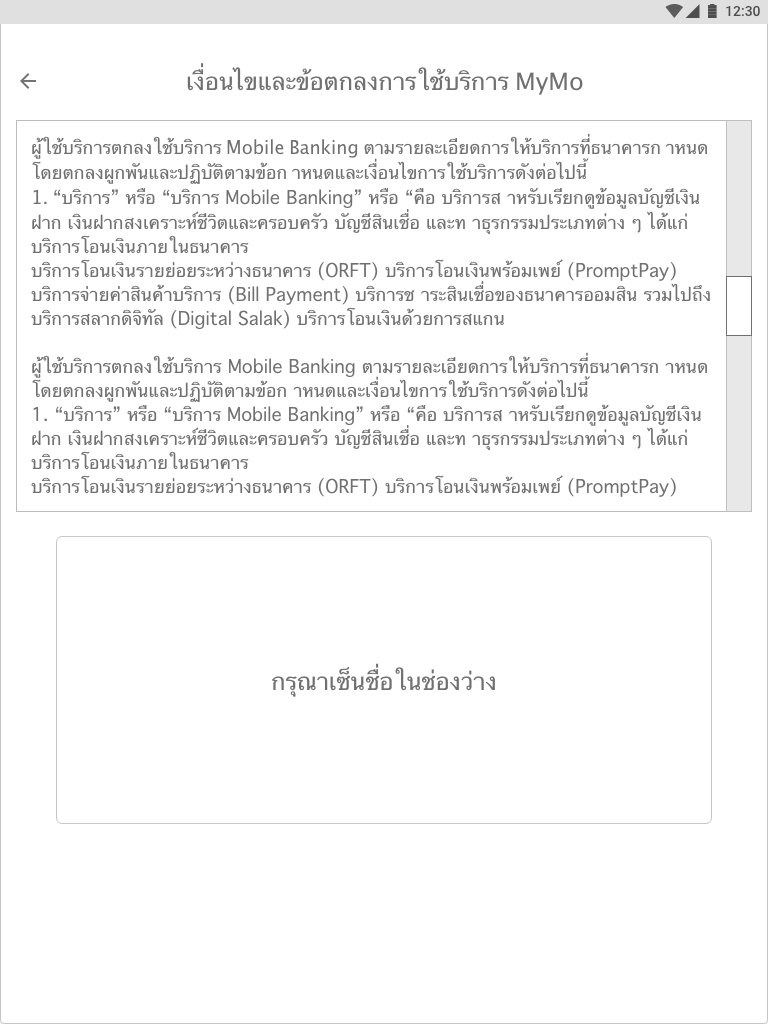 12:30
เงื่อนไขและข้อตกลงการใช้บริการ MyMo
ผู้ใช้บริการตกลงใช้บริการ Mobile Banking ตามรายละเอียดการให้บริการที่ธนาคารก าหนด
โดยตกลงผูกพันและปฏิบัติตามข้อก าหนดและเงื่อนไขการใช้บริการดังต่อไปนี้
1. “บริการ” หรือ “บริการ Mobile Banking” หรือ “คือ บริการส าหรับเรียกดูข้อมูลบัญชีเงิน
ฝาก เงินฝากสงเคราะห์ชีวิตและครอบครัว บัญชีสินเชื่อ และท าธุรกรรมประเภทต่าง ๆ ได้แก่
บริการโอนเงินภายในธนาคาร
บริการโอนเงินรายย่อยระหว่างธนาคาร (ORFT) บริการโอนเงินพร้อมเพย์ (PromptPay)
บริการจ่ายค่าสินค้าบริการ (Bill Payment) บริการช าระสินเชื่อของธนาคารออมสิน รวมไปถึง
บริการสลากดิจิทัล (Digital Salak) บริการโอนเงินด้วยการสแกน
ผู้ใช้บริการตกลงใช้บริการ Mobile Banking ตามรายละเอียดการให้บริการที่ธนาคารก าหนด
โดยตกลงผูกพันและปฏิบัติตามข้อก าหนดและเงื่อนไขการใช้บริการดังต่อไปนี้
1. “บริการ” หรือ “บริการ Mobile Banking” หรือ “คือ บริการส าหรับเรียกดูข้อมูลบัญชีเงิน
ฝาก เงินฝากสงเคราะห์ชีวิตและครอบครัว บัญชีสินเชื่อ และท าธุรกรรมประเภทต่าง ๆ ได้แก่
บริการโอนเงินภายในธนาคาร
บริการโอนเงินรายย่อยระหว่างธนาคาร (ORFT) บริการโอนเงินพร้อมเพย์ (PromptPay)
กรุณาเซ็นชื่อในช่องว่าง